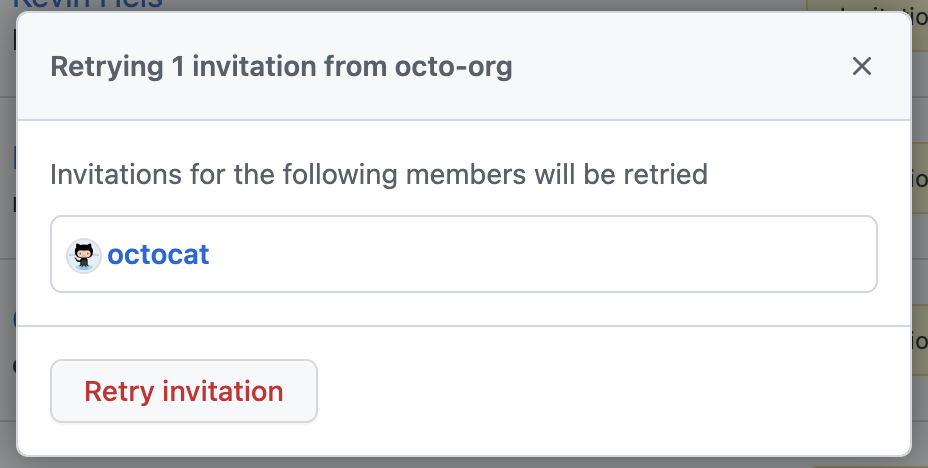 Retrying 1 invitation from octo-org
Invitations for the following members will be retried
octocat
Retry invitation